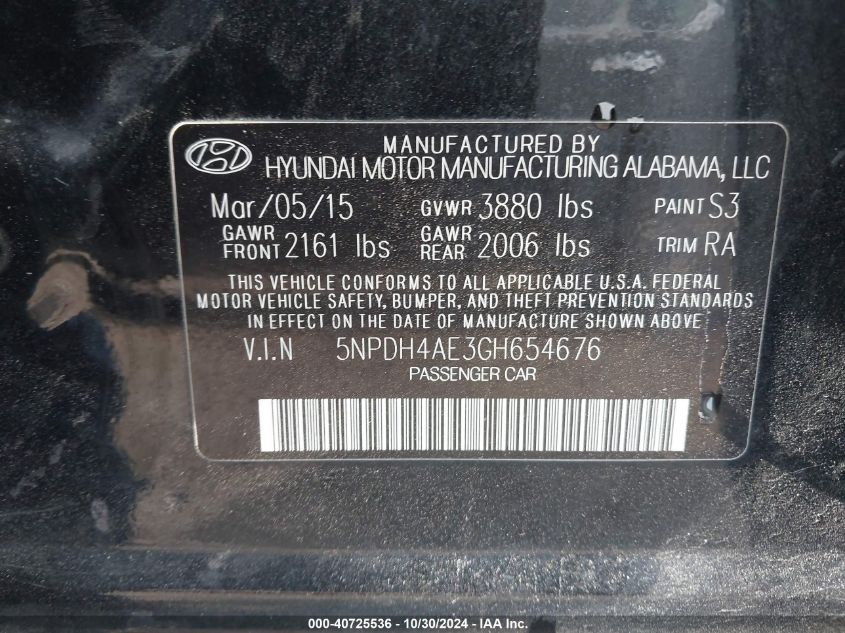 MANUFACTURED BY
HYUNDAI MOTOR MANUFACTURING ALABAMA, LLC
Mar/05/15 GVWR 3880 lbs PAINT S3
GAWR FRONT 2161 lbs GAWR REAR 2006 lbs TRIM RA
THIS VEHICLE CONFORMS TO ALL APPLICABLE U.S.A. FEDERAL
MOTOR VEHICLE SAFETY, BUMPER, AND THEFT PREVENTION STANDARDS
IN EFFECT ON THE DATE OF MANUFACTURE SHOWN ABOVE.
V.I.N 5NPDH4AE3GH654676
PASSENGER CAR
000-40725536 - 10/30/2024 - IAA Inc.